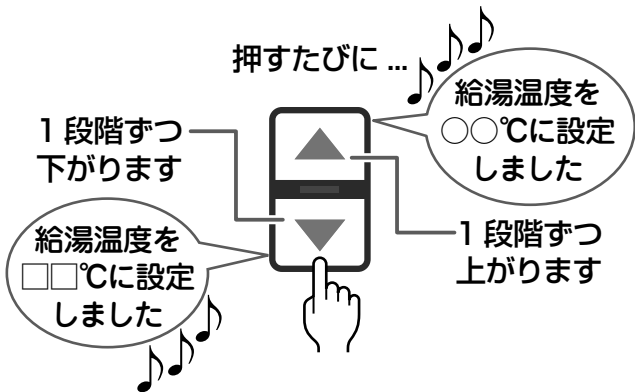 押すたびに ...
給湯温度を
○○℃に設定
しました
1 段階ずつ
下がります
給湯温度を
□□℃に設定
しました
1 段階ずつ
上がります